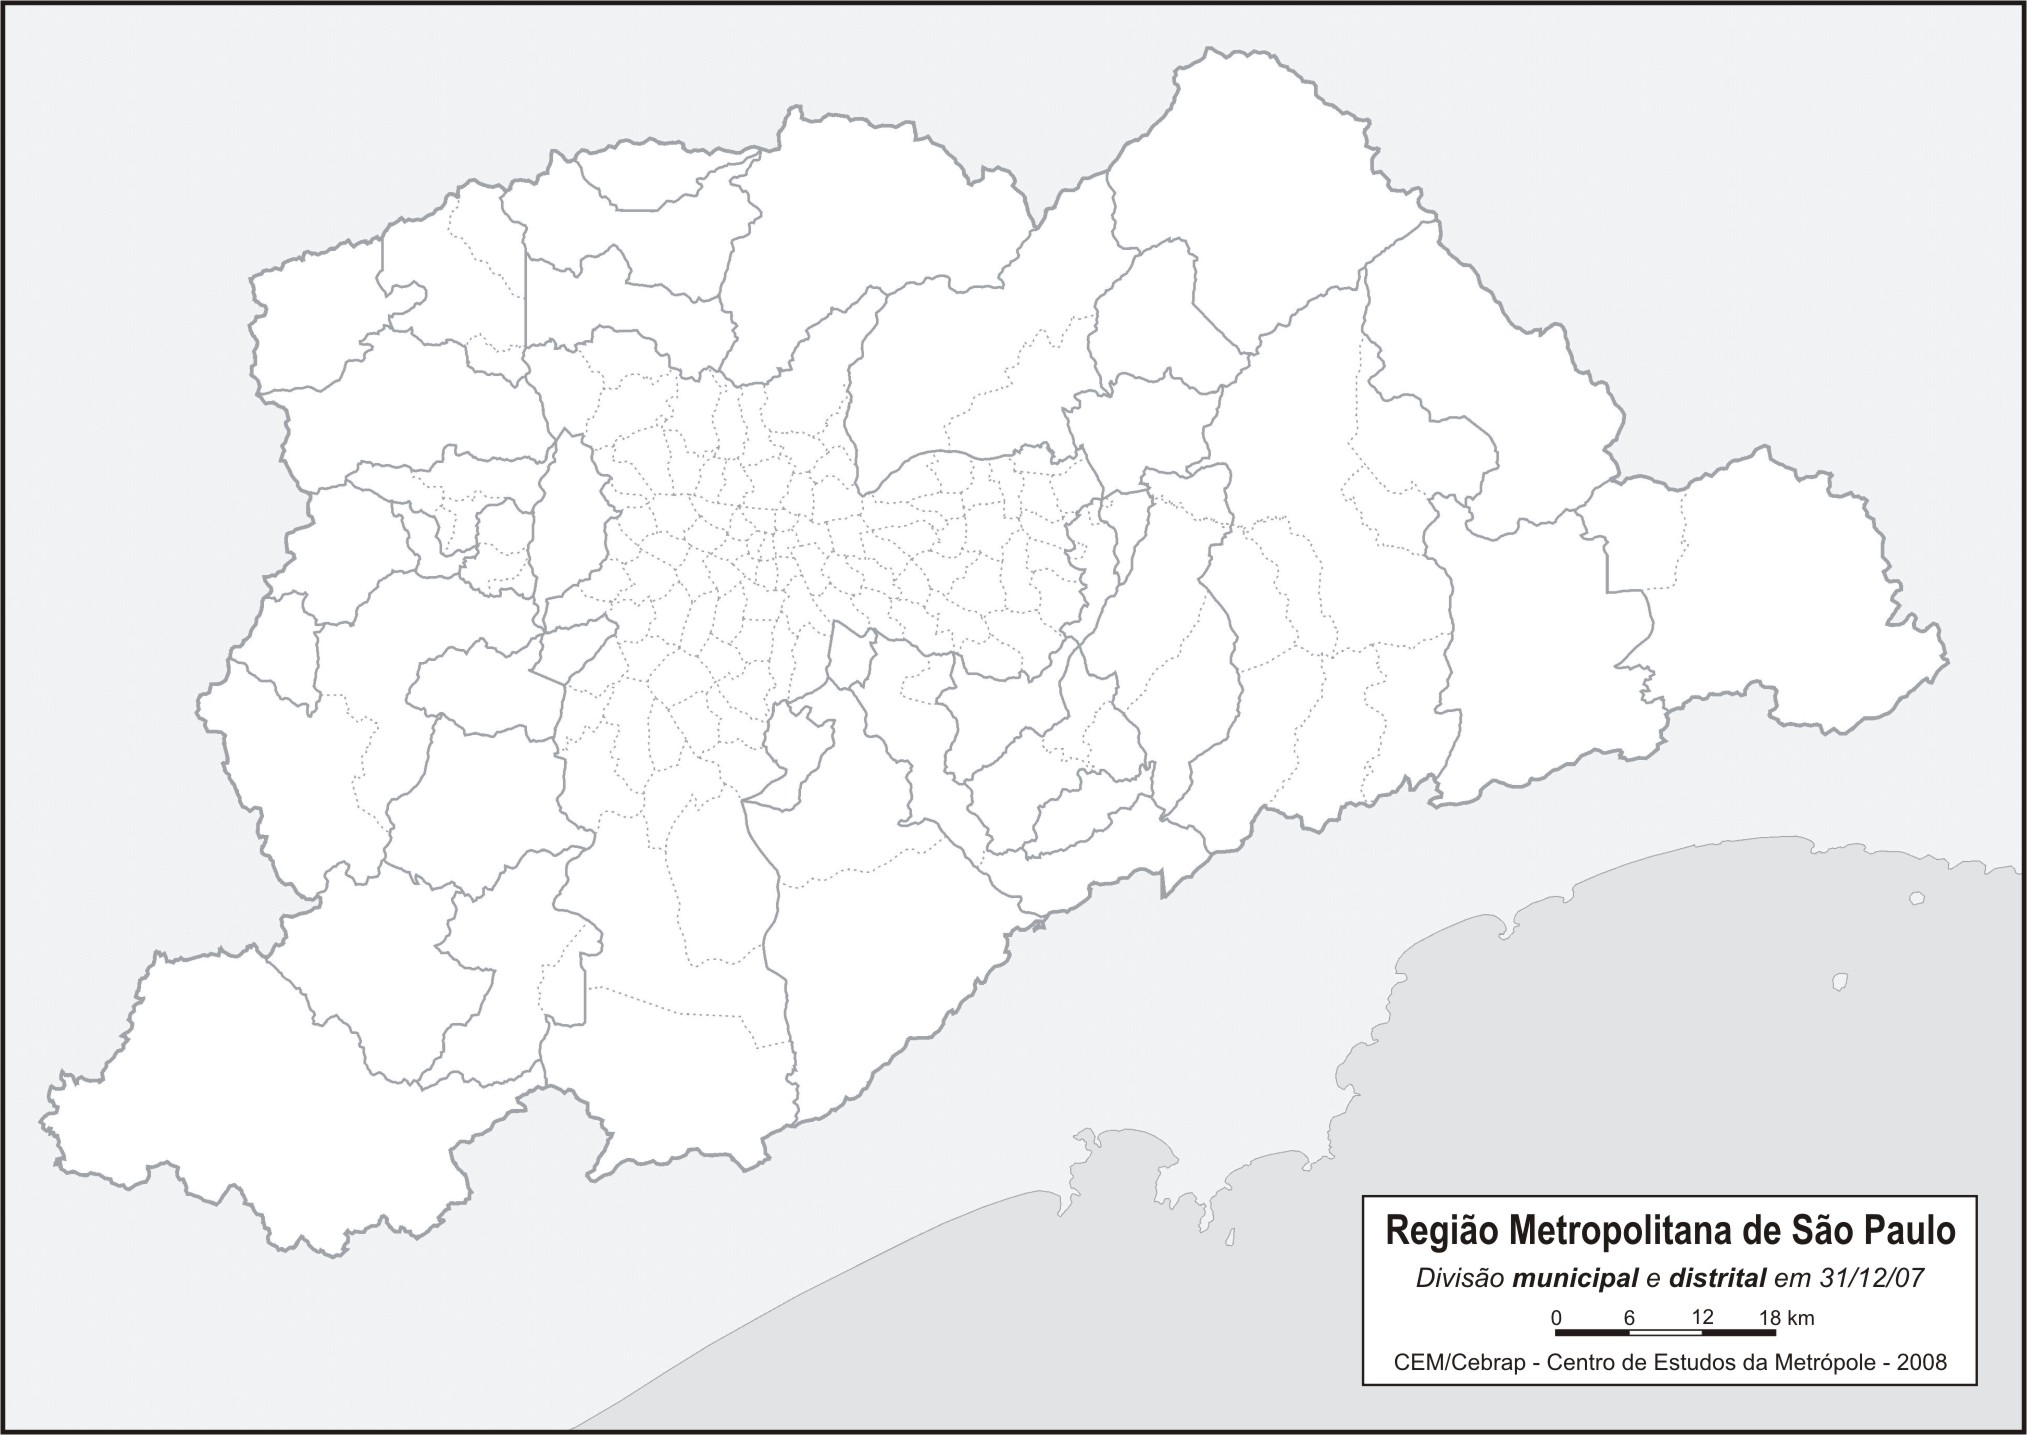 Região Metropolitana de São Paulo
Divisão municipal e distrital em 31/12/07
0 6 12 18 km
CEM/Cebrap - Centro de Estudos da Metrópole - 2008